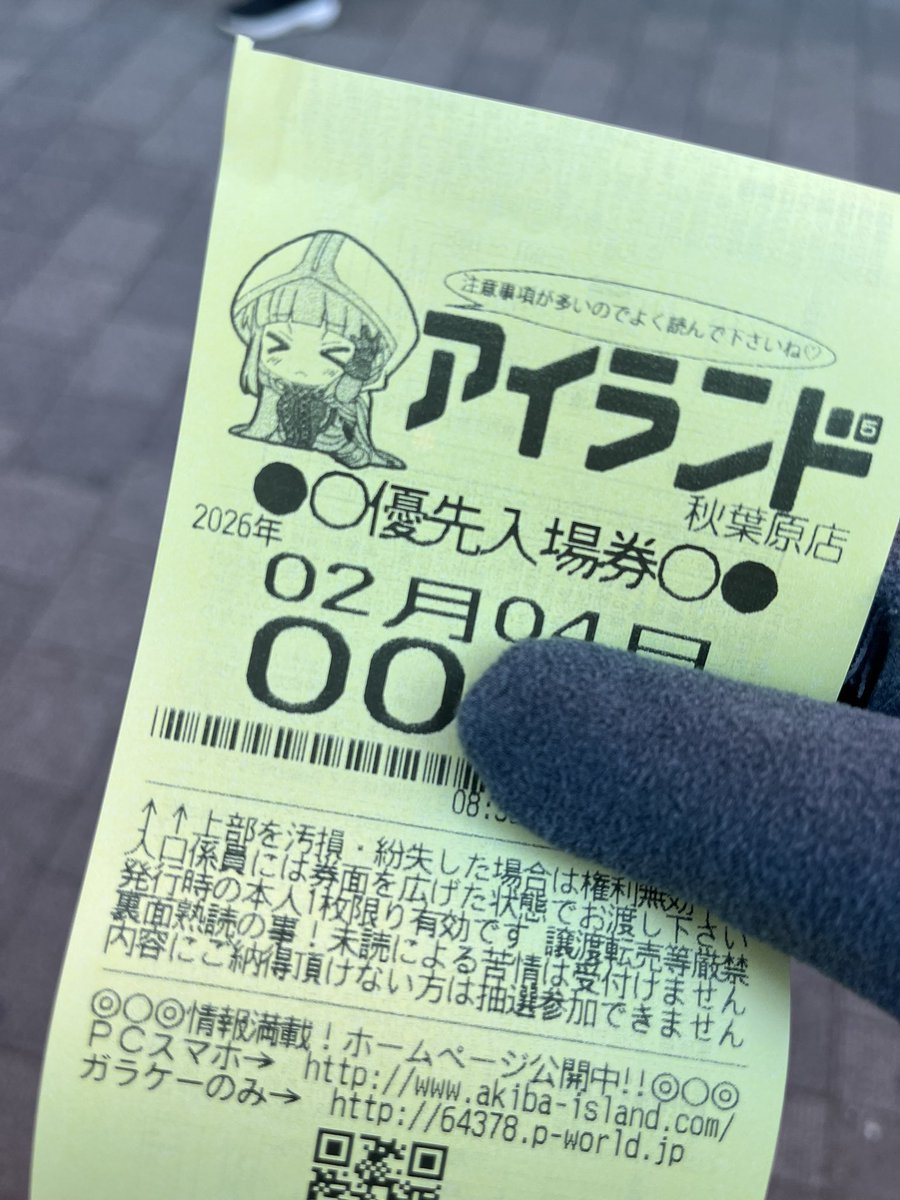 注意事項が多いのでよく読んで下さいね♡
アイランド
秋葉原店
●○優先入場券○●
2026年
02月04日
00
08:
↑↑上部を汚損・紛失した場合は権利無効
入口係員には券面を広げた状態でお渡し下さい
発行時の本人1枚限り有効です 譲渡転売等厳禁
裏面熟読の事！未読による苦情は受付けません
内容にご納得頂けない方は抽選参加できません
◎○◎情報満載！ホームページ公開中!!◎○◎
PCスマホ→ http://www.akiba-island.com/
ガラケーのみ→ http://64378.p-world.jp